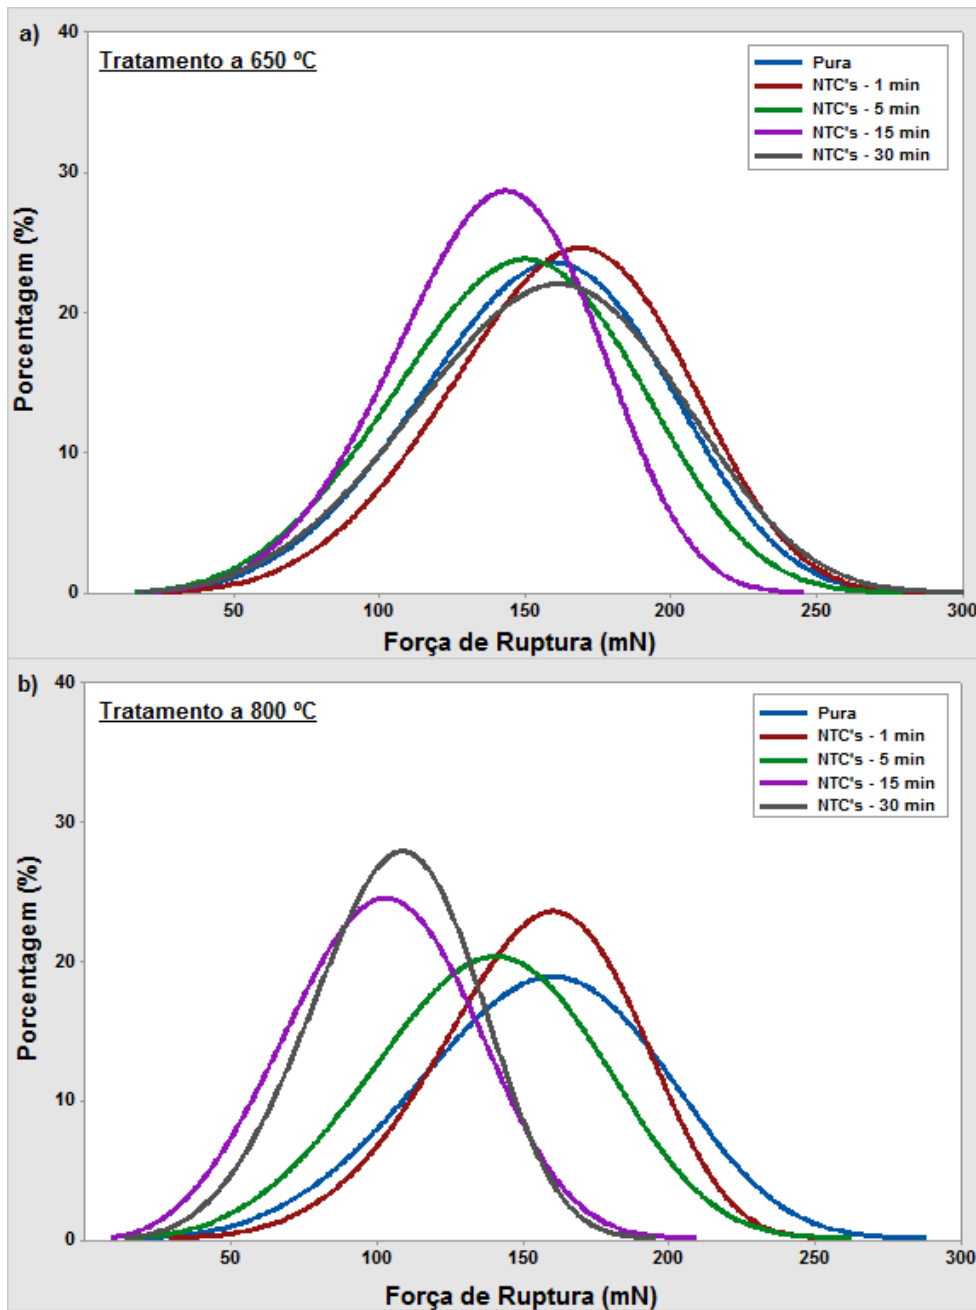 a)
40
Tratamento a 650 ºC
Pura
NTC's - 1 min
NTC's - 5 min
NTC's - 15 min
NTC's - 30 min
30
20
10
0
Porcentagem (%)
50 100 150 200 250 300
Força de Ruptura (mN)
b)
40
Tratamento a 800 ºC
Pura
NTC's - 1 min
NTC's - 5 min
NTC's - 15 min
NTC's - 30 min
30
20
10
0
Porcentagem (%)
50 100 150 200 250 300
Força de Ruptura (mN)